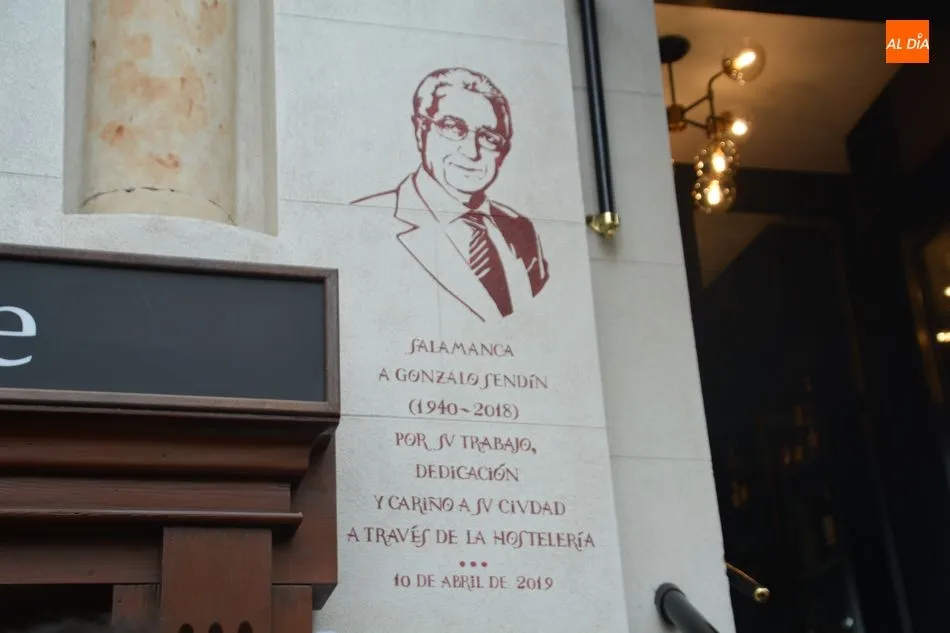 AL DÍA
e
SALAMANCA
A GONZALO SENDÍN
(1940-2018)
POR SV TRABAJO,
DEDICACIÓN
Y CARIÑO A SV CIVDAD
A TRAVÉS DE LA HOSTELERÍA
•••
10 DE ABRIL DE 2019